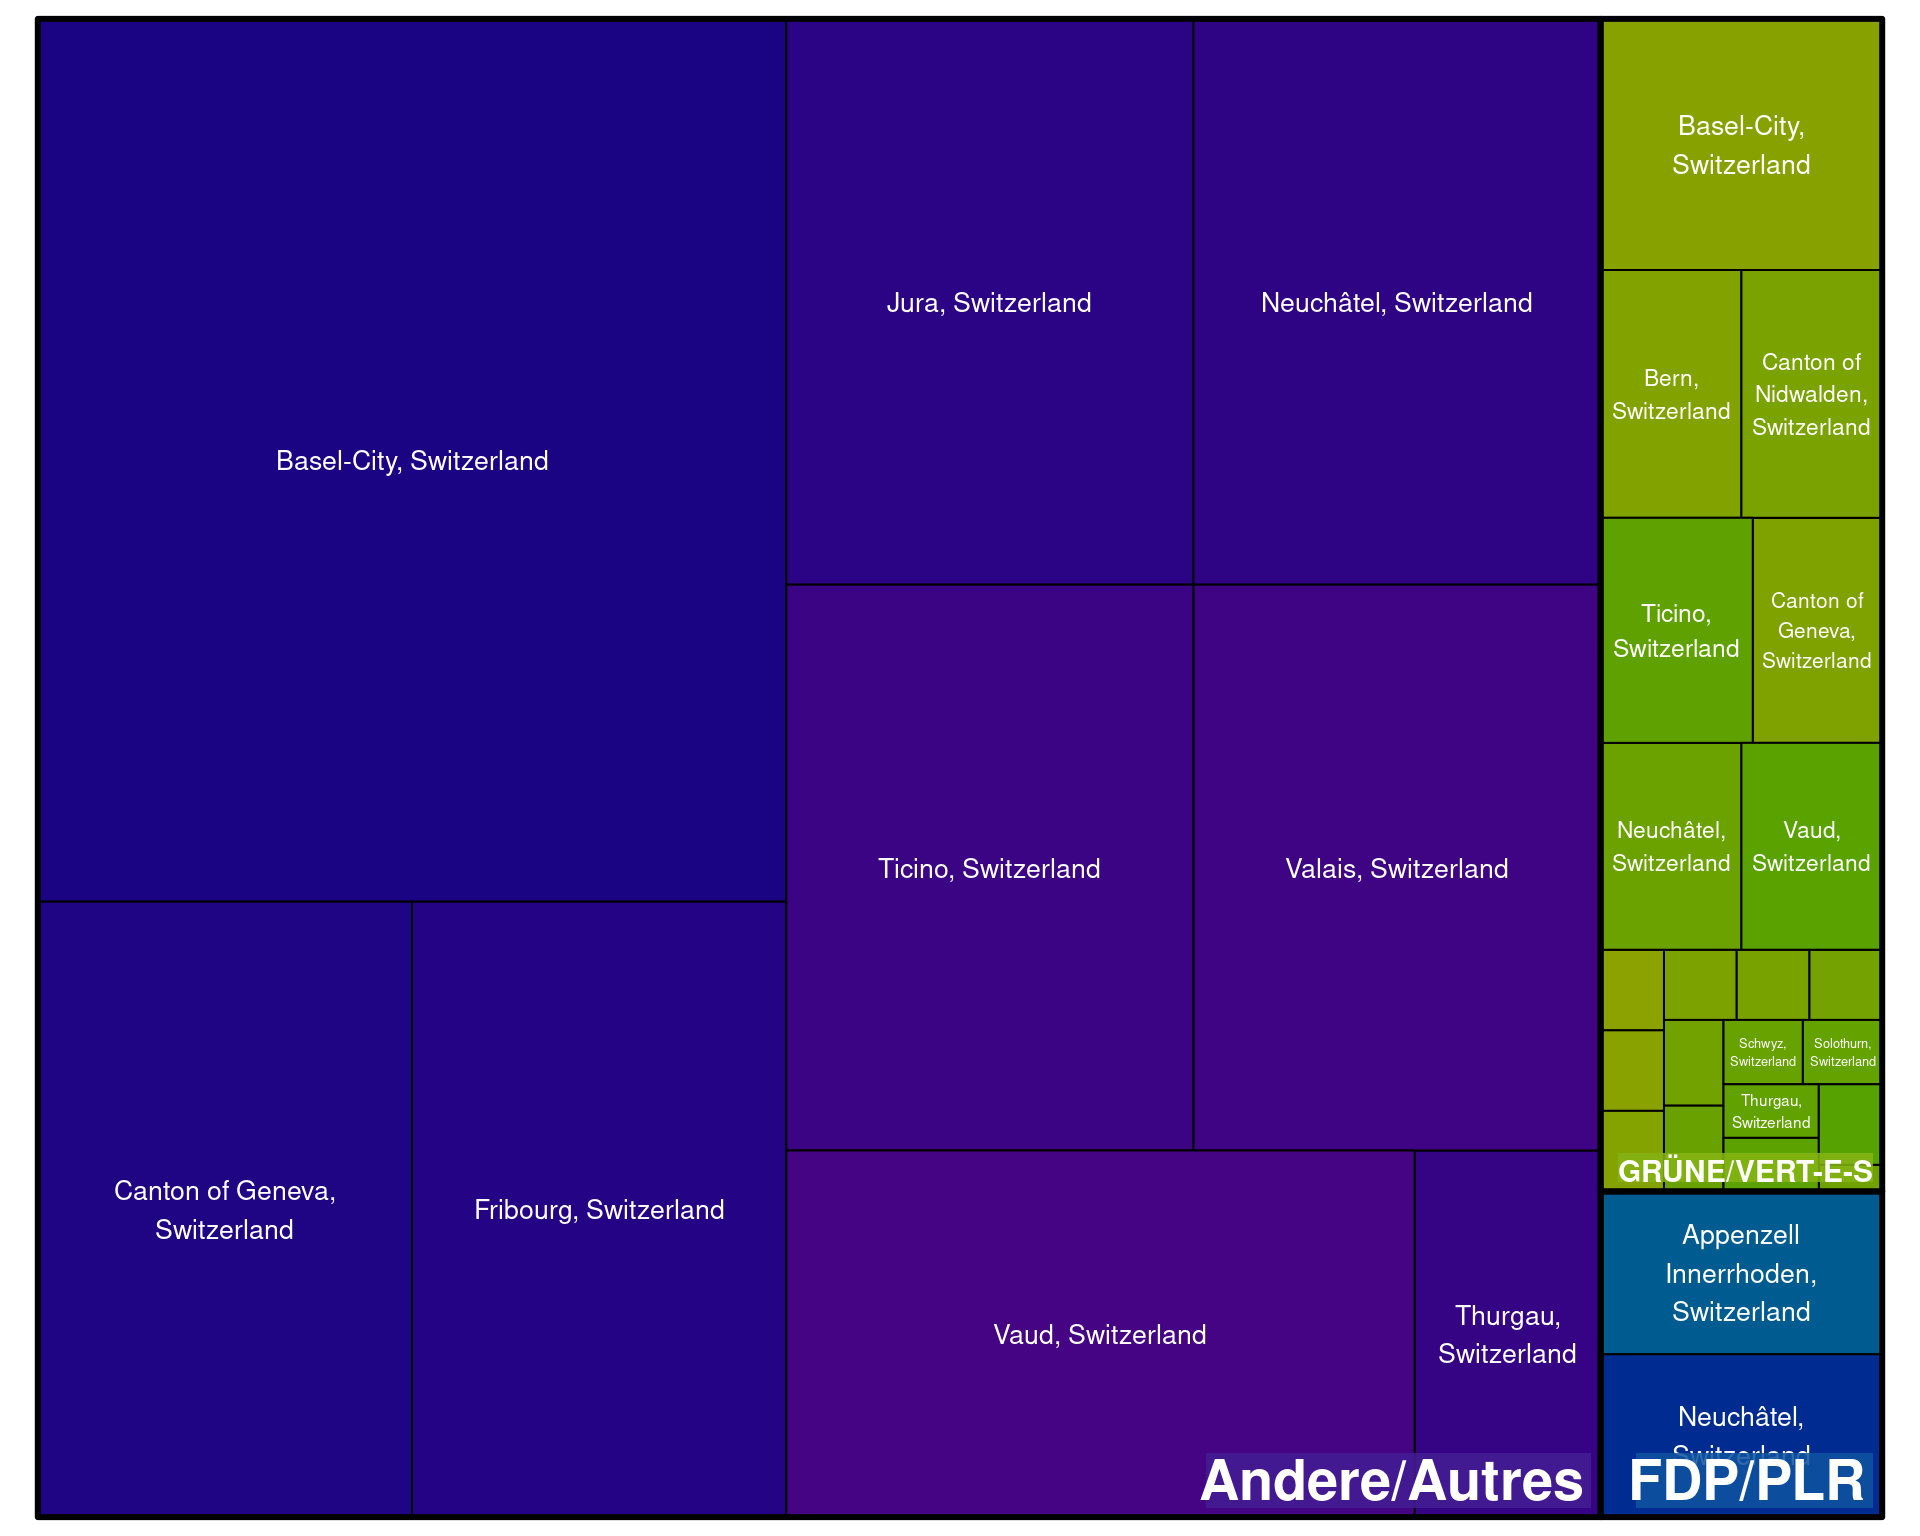 Basel-City, Switzerland
Canton of Geneva,
Switzerland
Fribourg, Switzerland
Jura, Switzerland
Neuchâtel, Switzerland
Ticino, Switzerland
Valais, Switzerland
Vaud, Switzerland
Thurgau,
Switzerland
Andere/Autres
Basel-City,
Switzerland
Bern,
Switzerland
Canton of
Nidwalden,
Switzerland
Ticino,
Switzerland
Canton of
Geneva,
Switzerland
Neuchâtel,
Switzerland
Vaud,
Switzerland
Schwyz,
Switzerland
Solothurn,
Switzerland
Thurgau,
Switzerland
GRÜNE/VERT-E-S
Appenzell
Innerrhoden,
Switzerland
Neuchâtel,
Switzerland
FDP/PLR